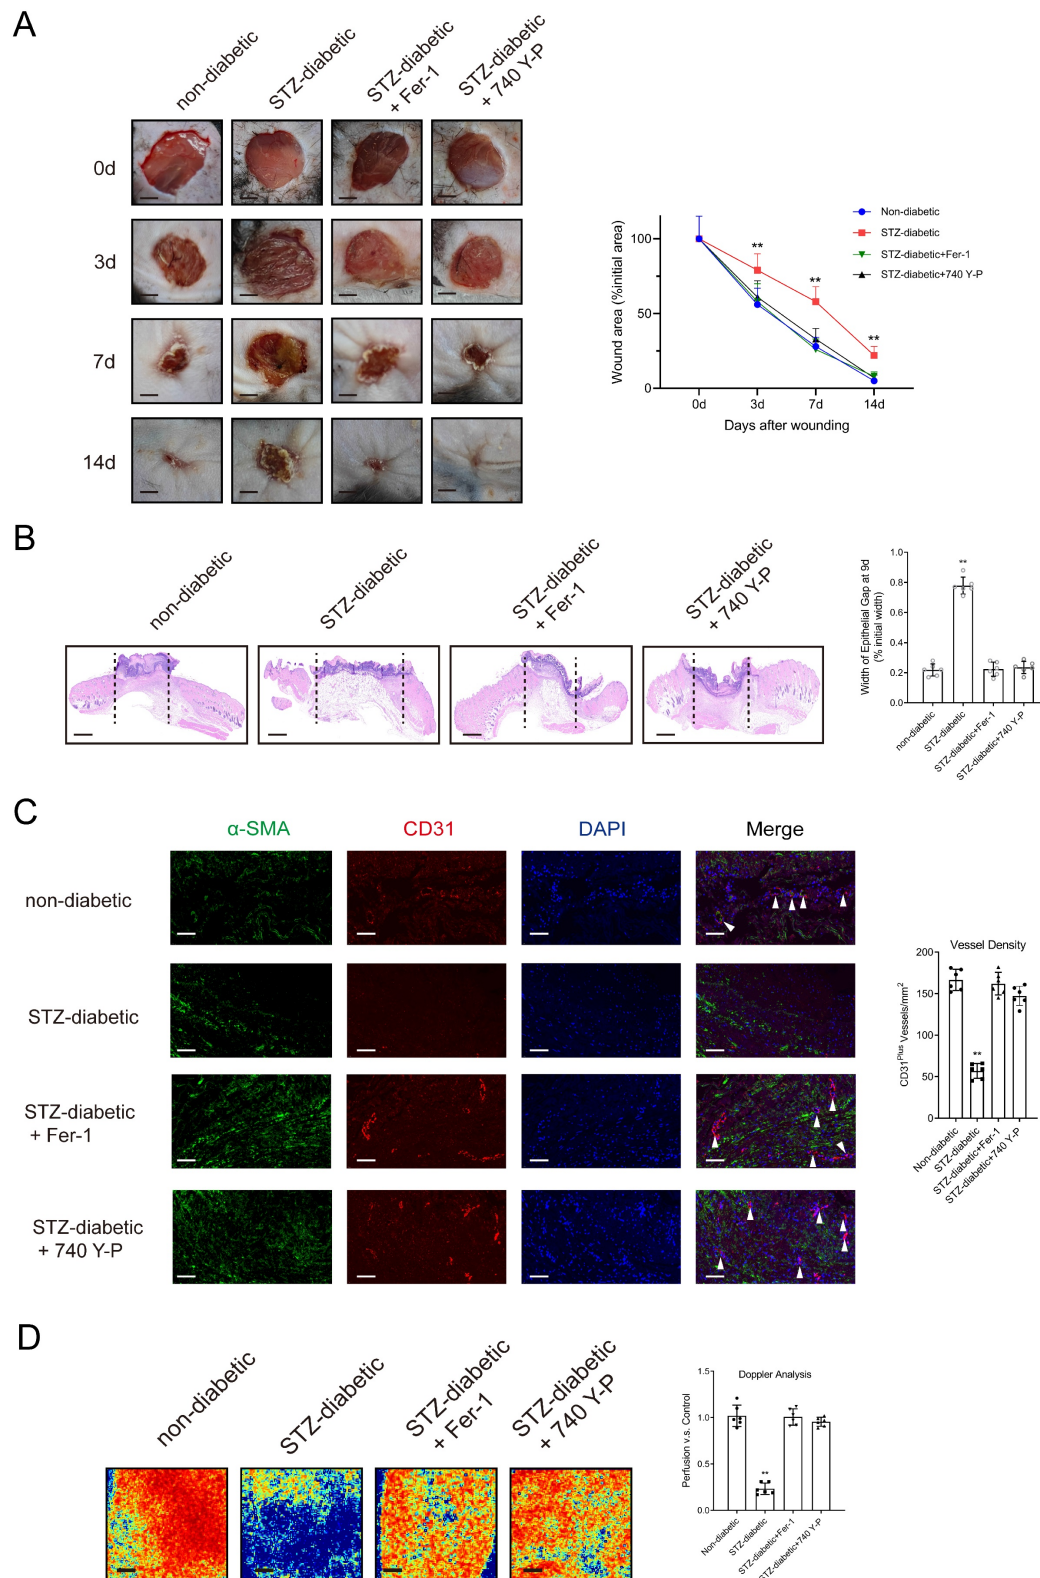 A
non-diabetic
STZ-diabetic
STZ-diabetic
+ Fer-1
STZ-diabetic
+ 740 Y-P
0d
3d
7d
14d
Wound area (%initial area)
100
50
0
**
**
**
0d
3d
7d
14d
Days after wounding
Non-diabetic
STZ-diabetic
STZ-diabetic+Fer-1
STZ-diabetic+740 Y-P
B
non-diabetic
STZ-diabetic
STZ-diabetic
+ Fer-1
STZ-diabetic
+ 740 Y-P
Width of Epithelial Gap at 9d
(% initial width)
1.0
0.8
0.6
0.4
0.2
0.0
**
non-diabetic
STZ-diabetic
STZ-diabetic+Fer-1
STZ-diabetic+740 Y-P
C
α-SMA
CD31
DAPI
Merge
non-diabetic
STZ-diabetic
STZ-diabetic
+ Fer-1
STZ-diabetic
+ 740 Y-P
Vessel Density
CD31Plus Vessels/mm2
200
150
100
50
0
**
Non-diabetic
STZ-diabetic
STZ-diabetic+Fer-1
STZ-diabetic+740 Y-P
D
non-diabetic
STZ-diabetic
STZ-diabetic
+ Fer-1
STZ-diabetic
+ 740 Y-P
Doppler Analysis
Perfusion v.s. Control
1.5
1.0
0.5
0.0
**
Non-diabetic
STZ-diabetic
STZ-diabetic+Fer-1
STZ-diabetic+740 Y-P